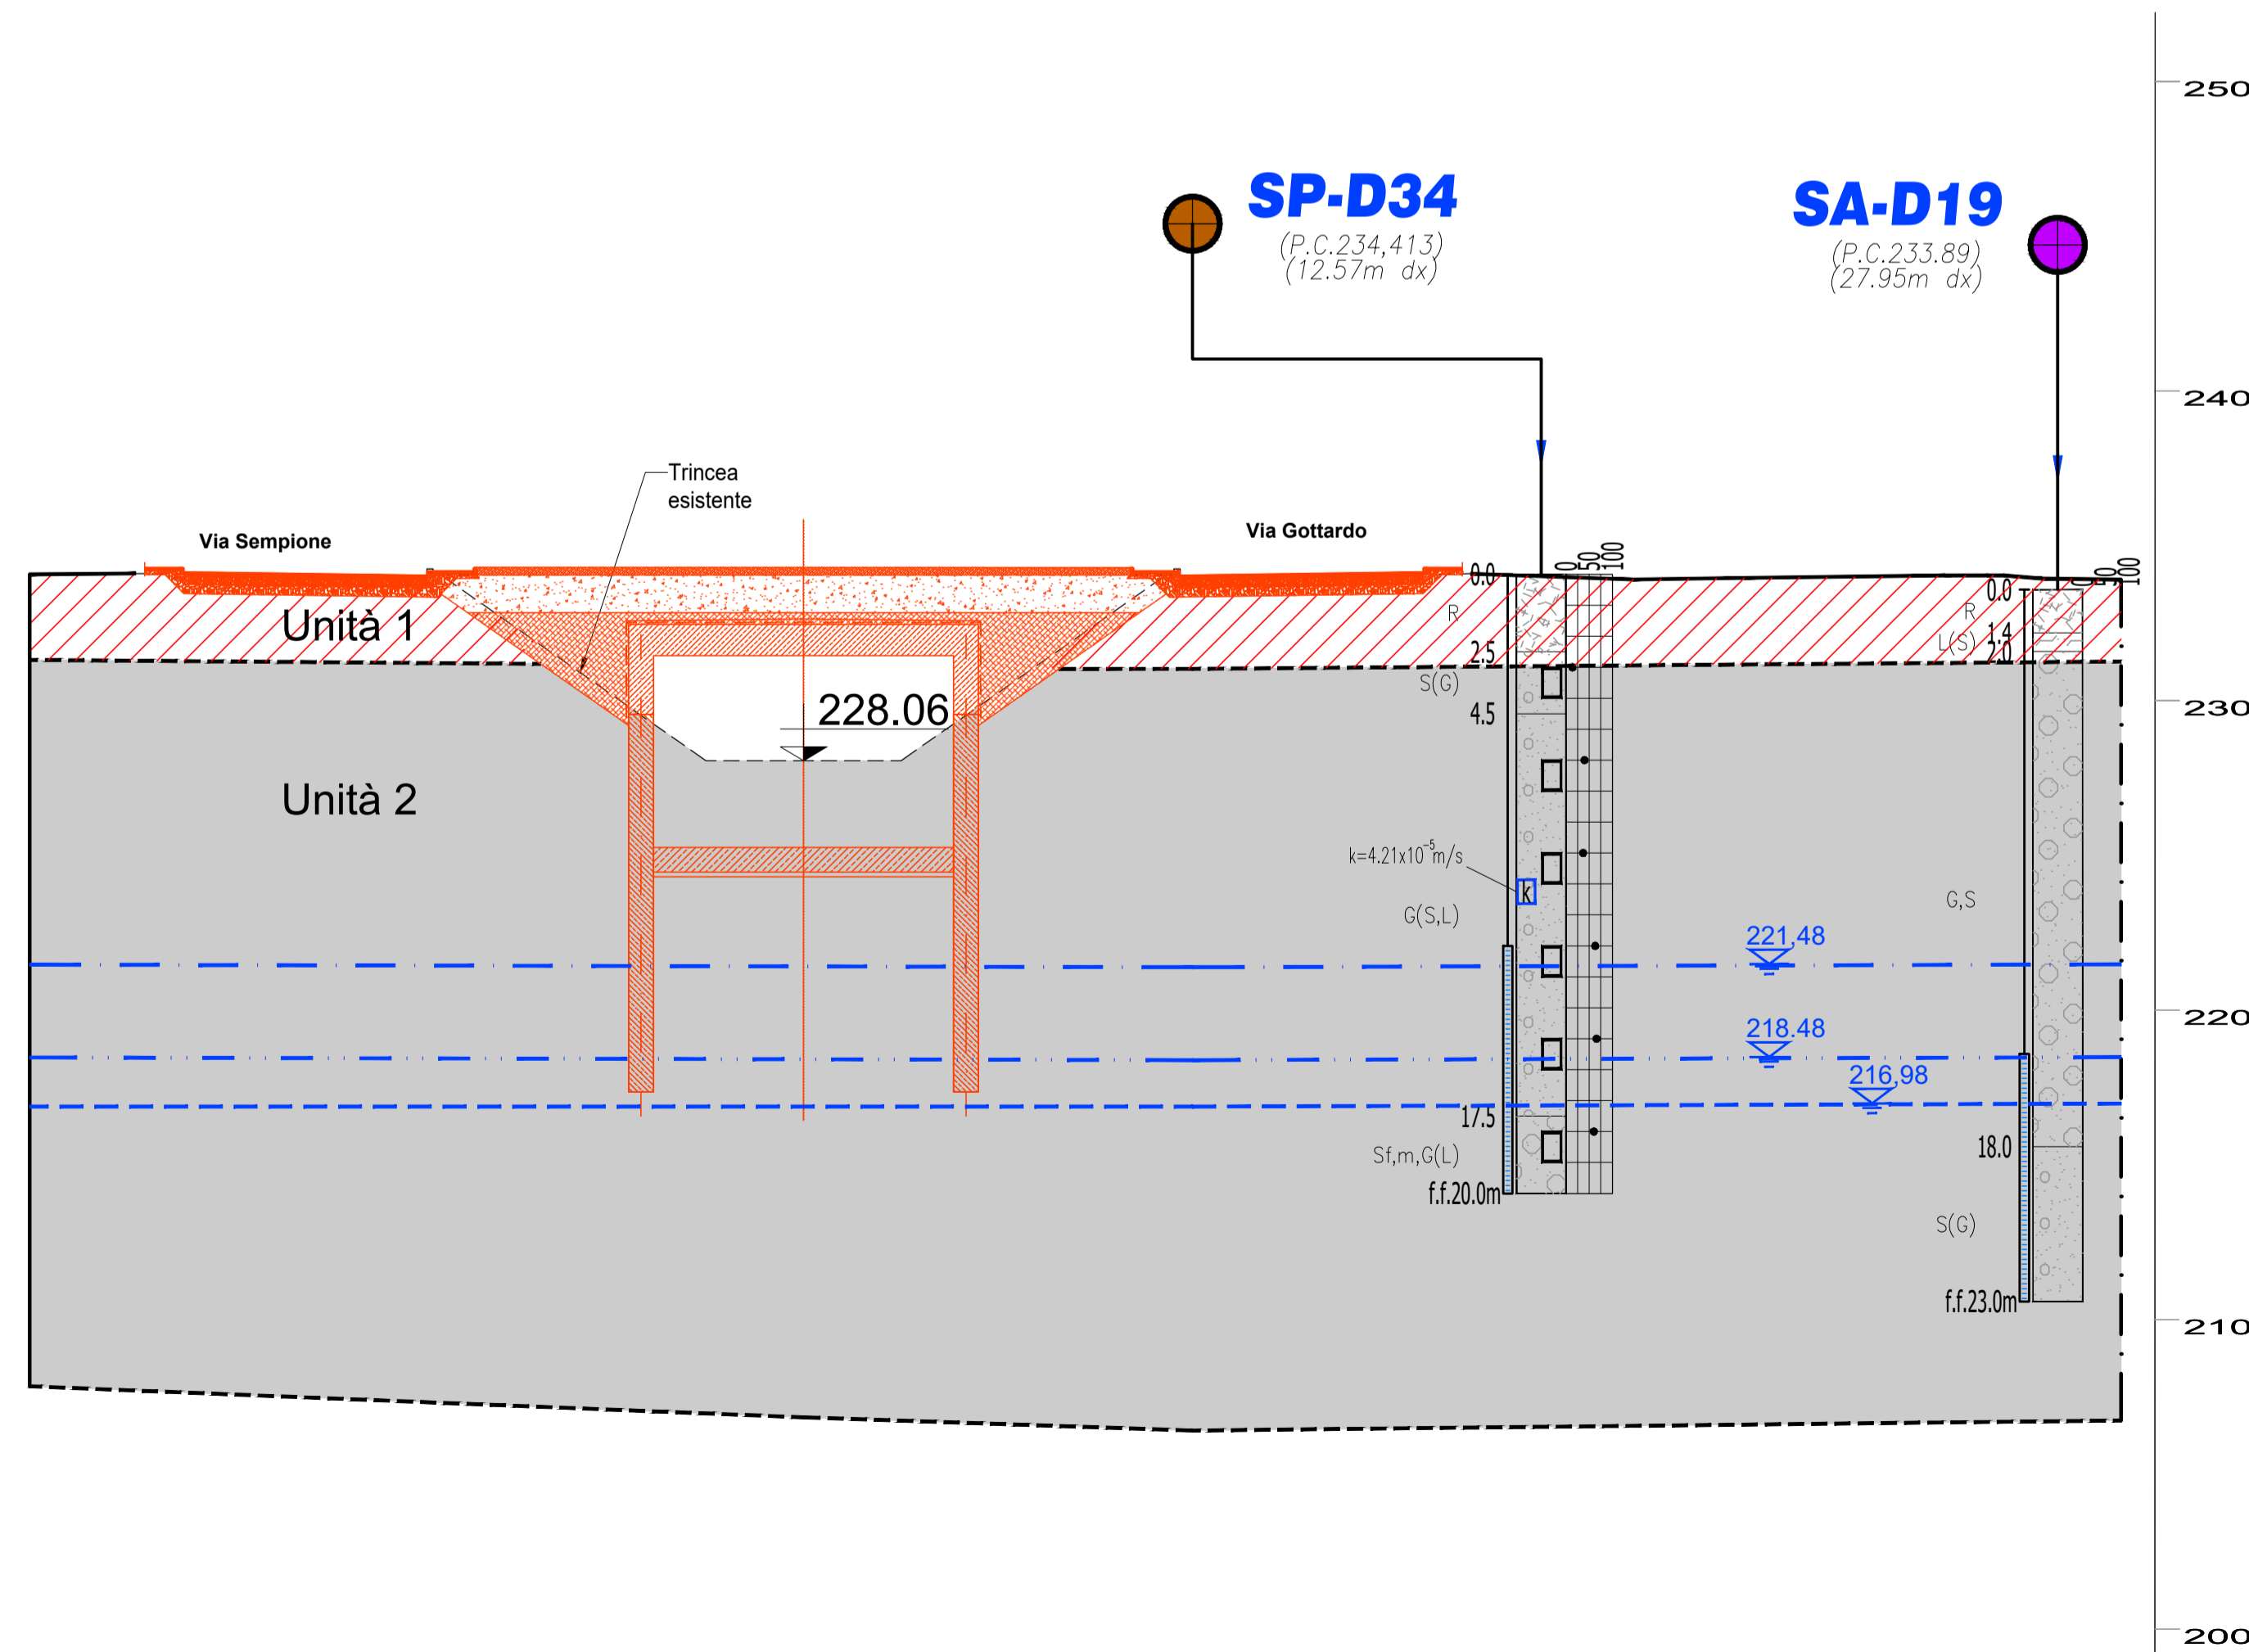 250
SP-D34
(P.C.234,413)
(12.57m dx)
SA-D19
(P.C.233.89)
(27.95m dx)
240
Trincea
esistente
Via Sempione
Via Gottardo
0 50 100
0 50 100
0.0
0.0
Unità 1
R
R
1.4
L(S)
2.0
2.5
S(G)
4.5
228.06
230
Unità 2
k=4.21x10⁻⁵m/s
k
G(S,L)
G,S
221,48
220
218.48
216,98
17.5
18.0
Sf,m,G(L)
f.f.20.0m
S(G)
f.f.23.0m
210
200